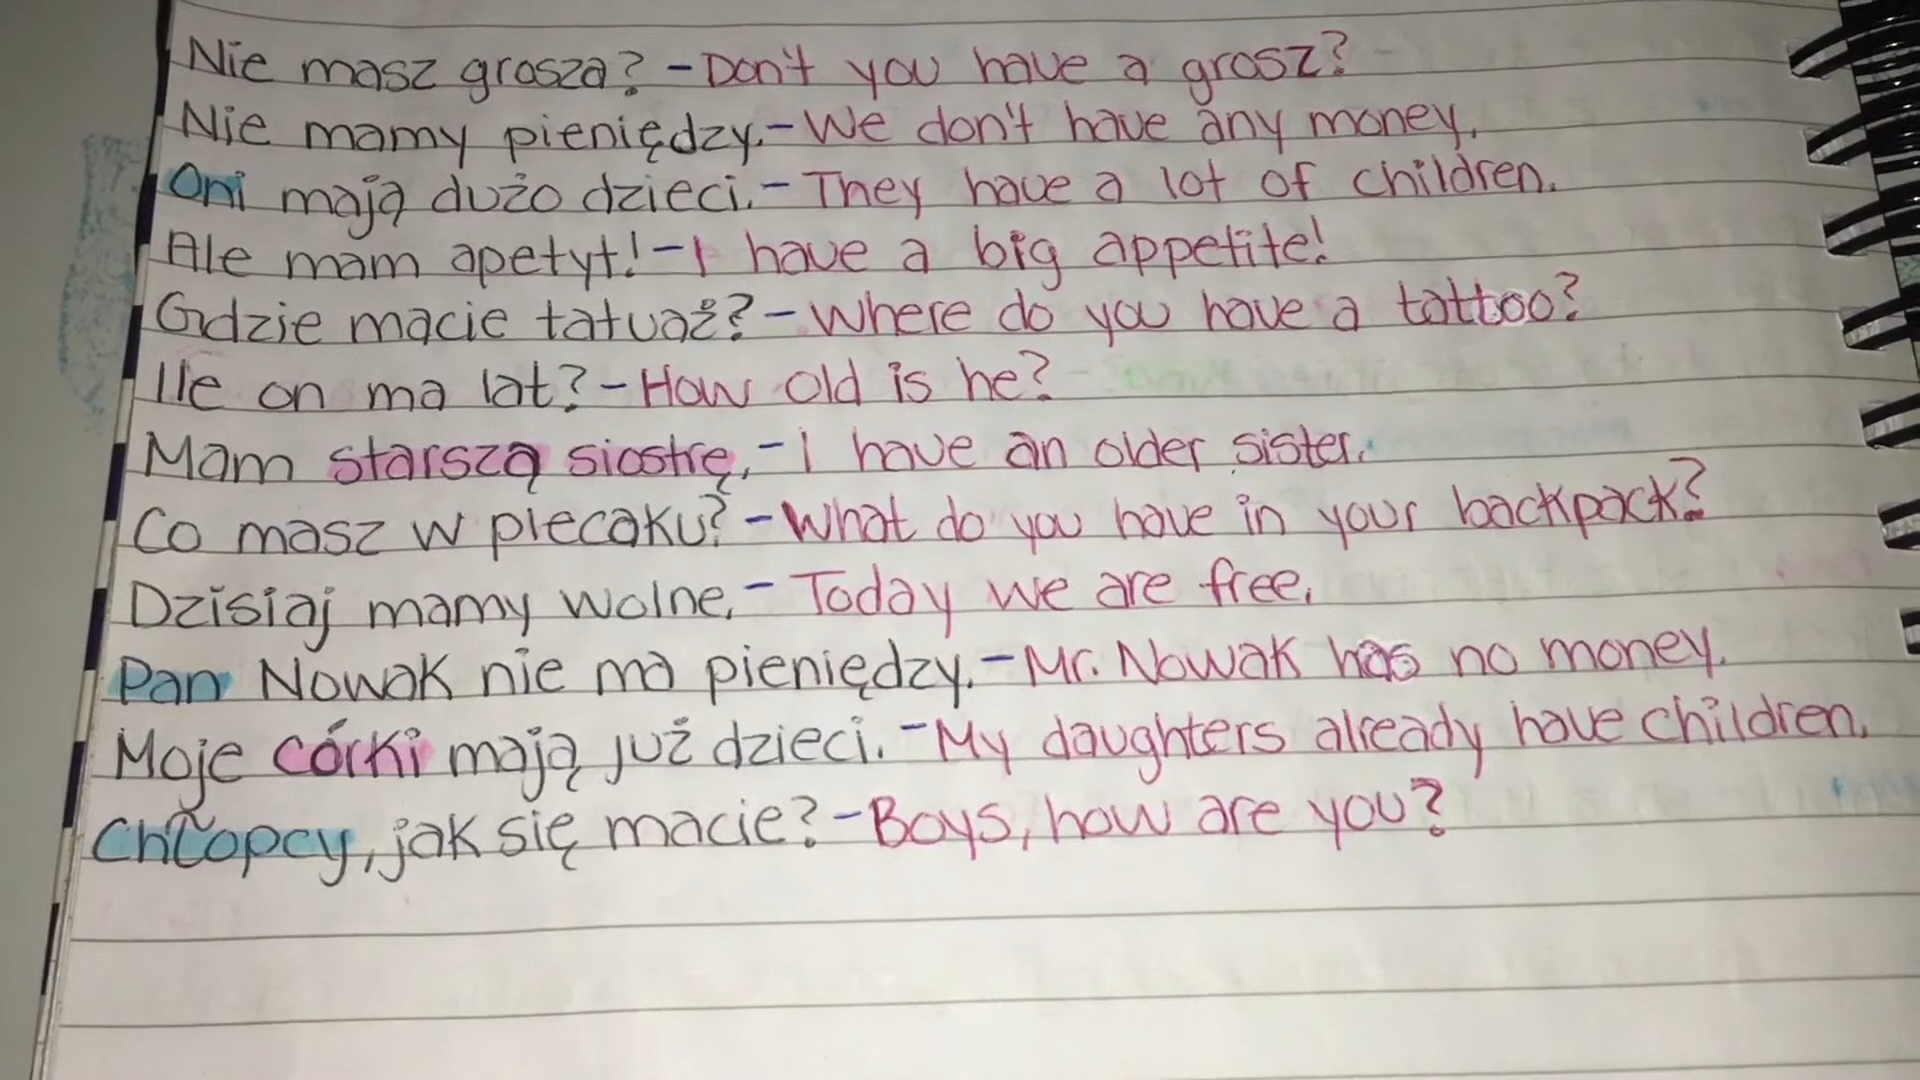 Nie masz grosza? - Don't you have a grosz?
Nie mamy pieniędzy. - We don't have any money.
Oni mają dużo dzieci. - They have a lot of children.
Ale mam apetyt! - I have a big appetite!
Gdzie macie tatuaż? - Where do you have a tattoo?
Ile on ma lat? - How old is he?
Mam starszą siostrę. - I have an older sister.
Co masz w plecaku? - What do you have in your backpack?
Dzisiaj mamy wolne. - Today we are free.
Pan Nowak nie ma pieniędzy. - Mr. Nowak has no money.
Moje córki mają już dzieci. - My daughters already have children.
Chłopcy, jak się macie? - Boys, how are you?